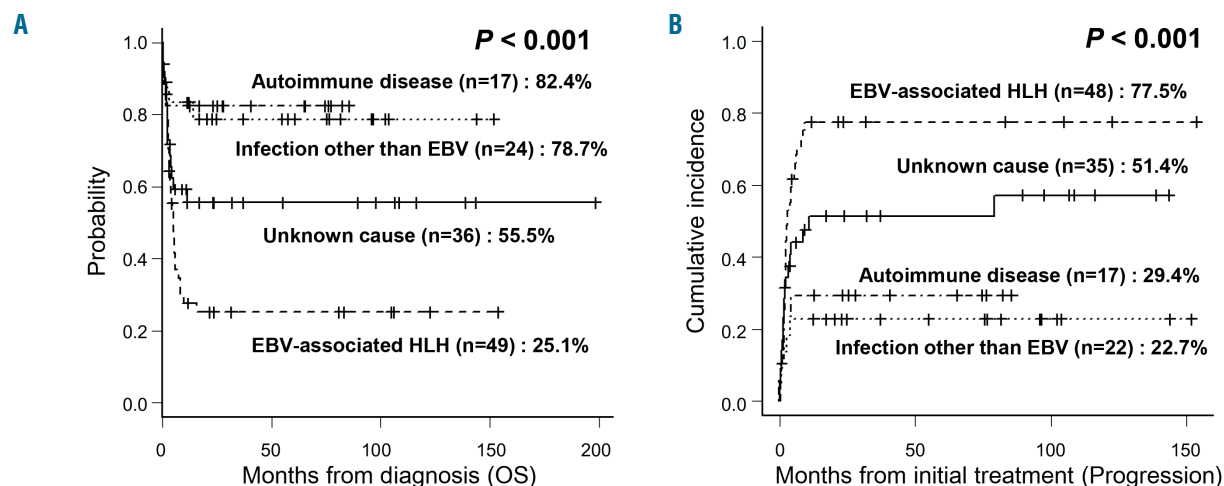 A
P < 0.001
1.0
Autoimmune disease (n=17) : 82.4%
0.8
Infection other than EBV (n=24) : 78.7%
0.6
Unknown cause (n=36) : 55.5%
0.4
0.2
EBV-associated HLH (n=49) : 25.1%
0.0
Probability
0 50 100 150 200
Months from diagnosis (OS)
B
P < 0.001
1.0
EBV-associated HLH (n=48) : 77.5%
0.8
Unknown cause (n=35) : 51.4%
0.6
0.4
Autoimmune disease (n=17) : 29.4%
0.2
Infection other than EBV (n=22) : 22.7%
0.0
Cumulative incidence
0 50 100 150
Months from initial treatment (Progression)